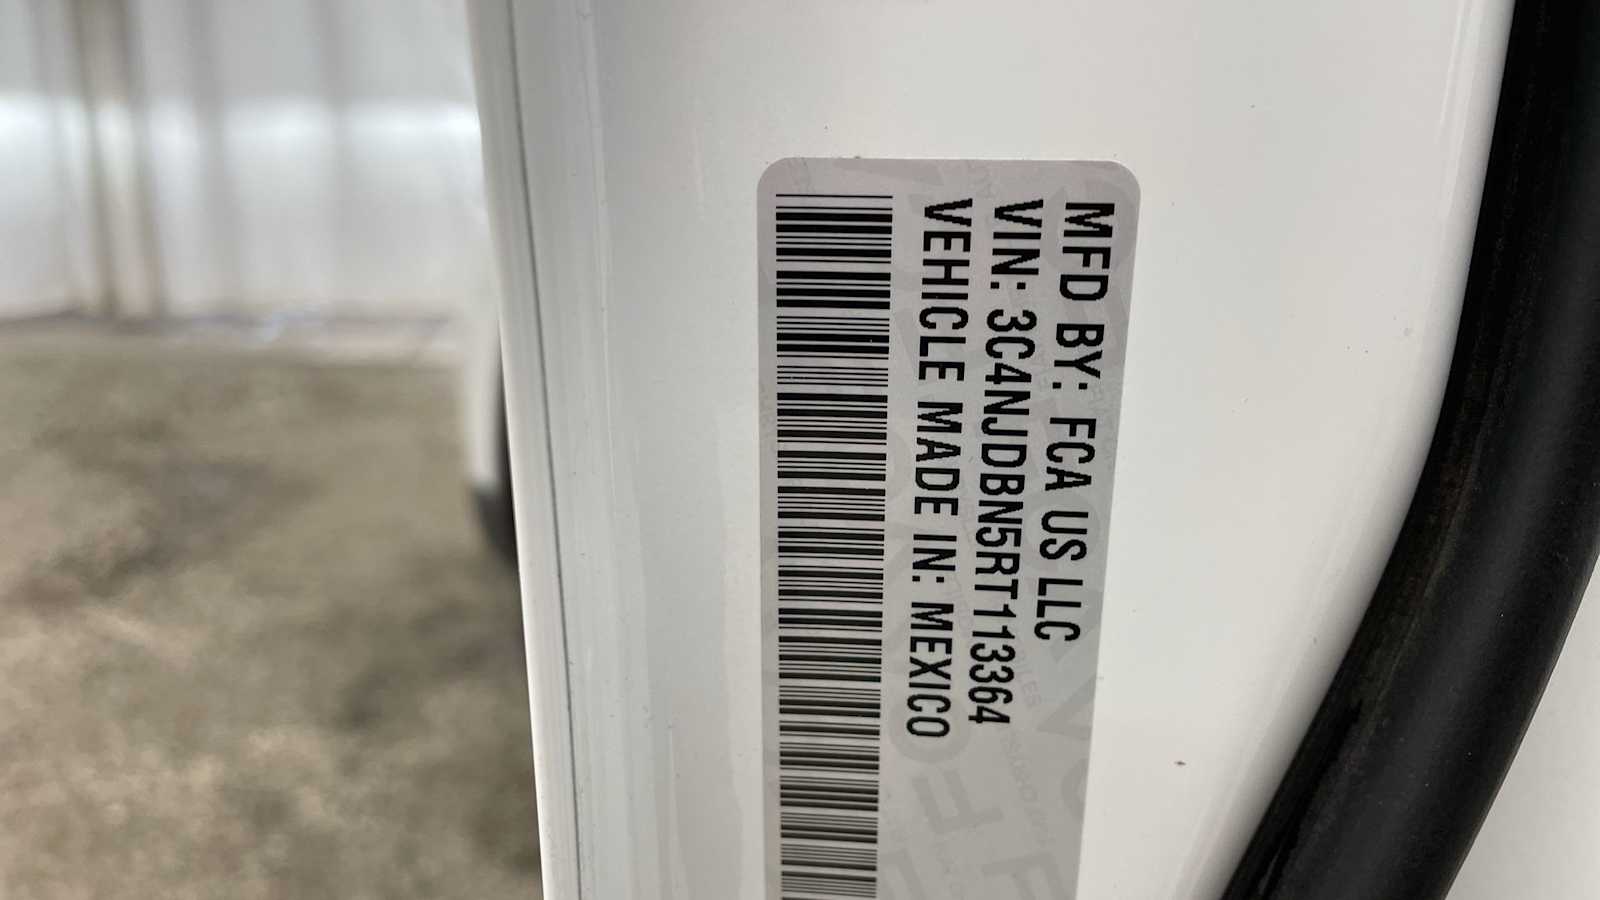 MFD BY: FCA US LLC
VIN: 3C4NJDBN5RT113364
VEHICLE MADE IN: MEXICO